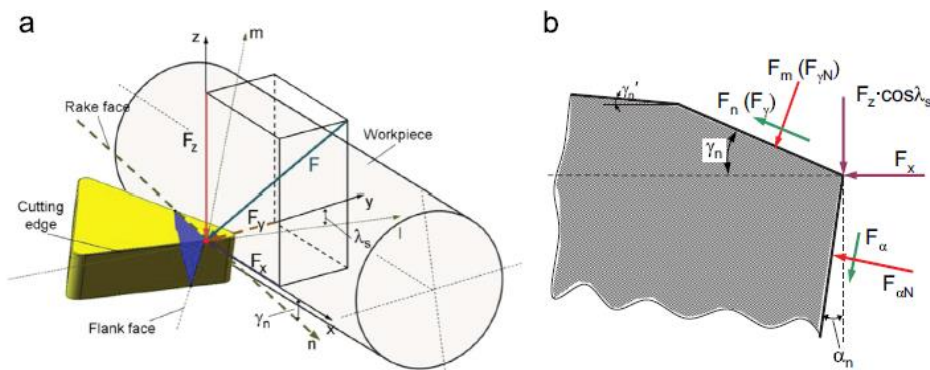 a
z
m
Rake face
F_z
F
Workpiece
Cutting
edge
F_y
y
λ_s
l
F_x
Flank face
γ_n
x
n
b
γ_n'
F_m (F_γN)
F_n (F_γ)
F_z·cosλ_s
γ_n
F_x
F_α
F_αN
α_n